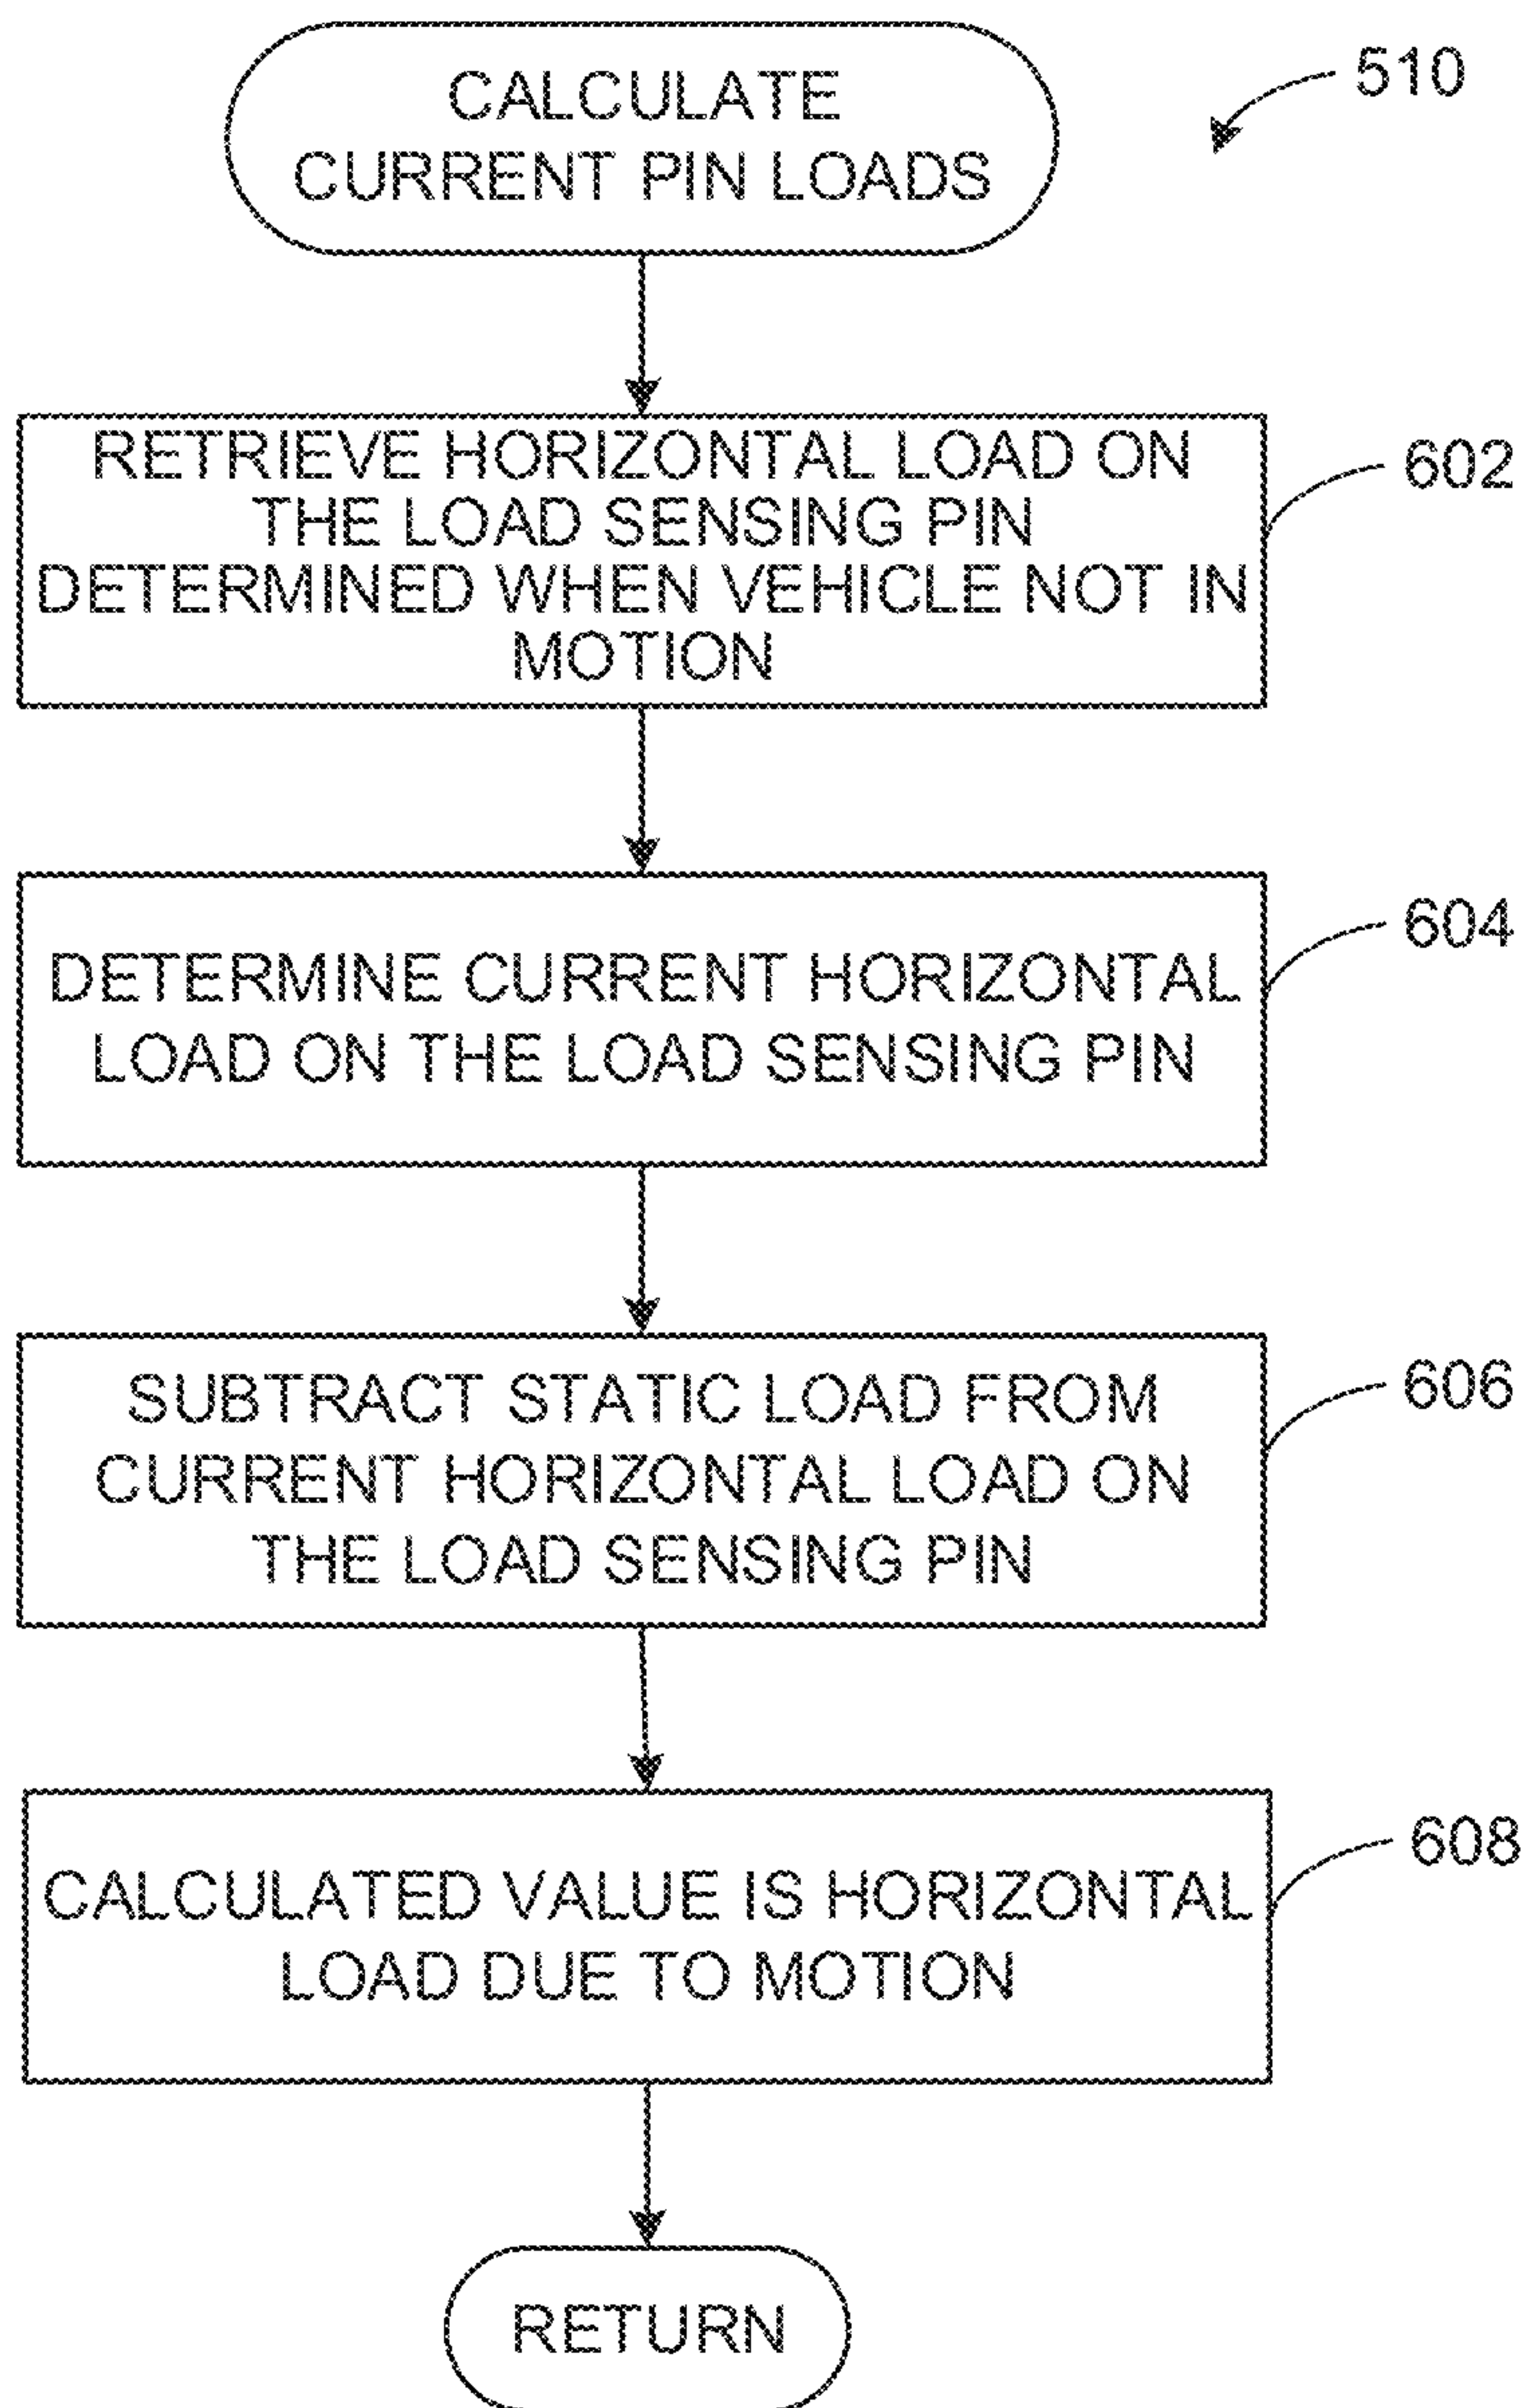 CALCULATE
CURRENT PIN LOADS
510
RETRIEVE HORIZONTAL LOAD ON
THE LOAD SENSING PIN
DETERMINED WHEN VEHICLE NOT IN
MOTION
602
DETERMINE CURRENT HORIZONTAL
LOAD ON THE LOAD SENSING PIN
604
SUBTRACT STATIC LOAD FROM
CURRENT HORIZONTAL LOAD ON
THE LOAD SENSING PIN
606
CALCULATED VALUE IS HORIZONTAL
LOAD DUE TO MOTION
608
RETURN